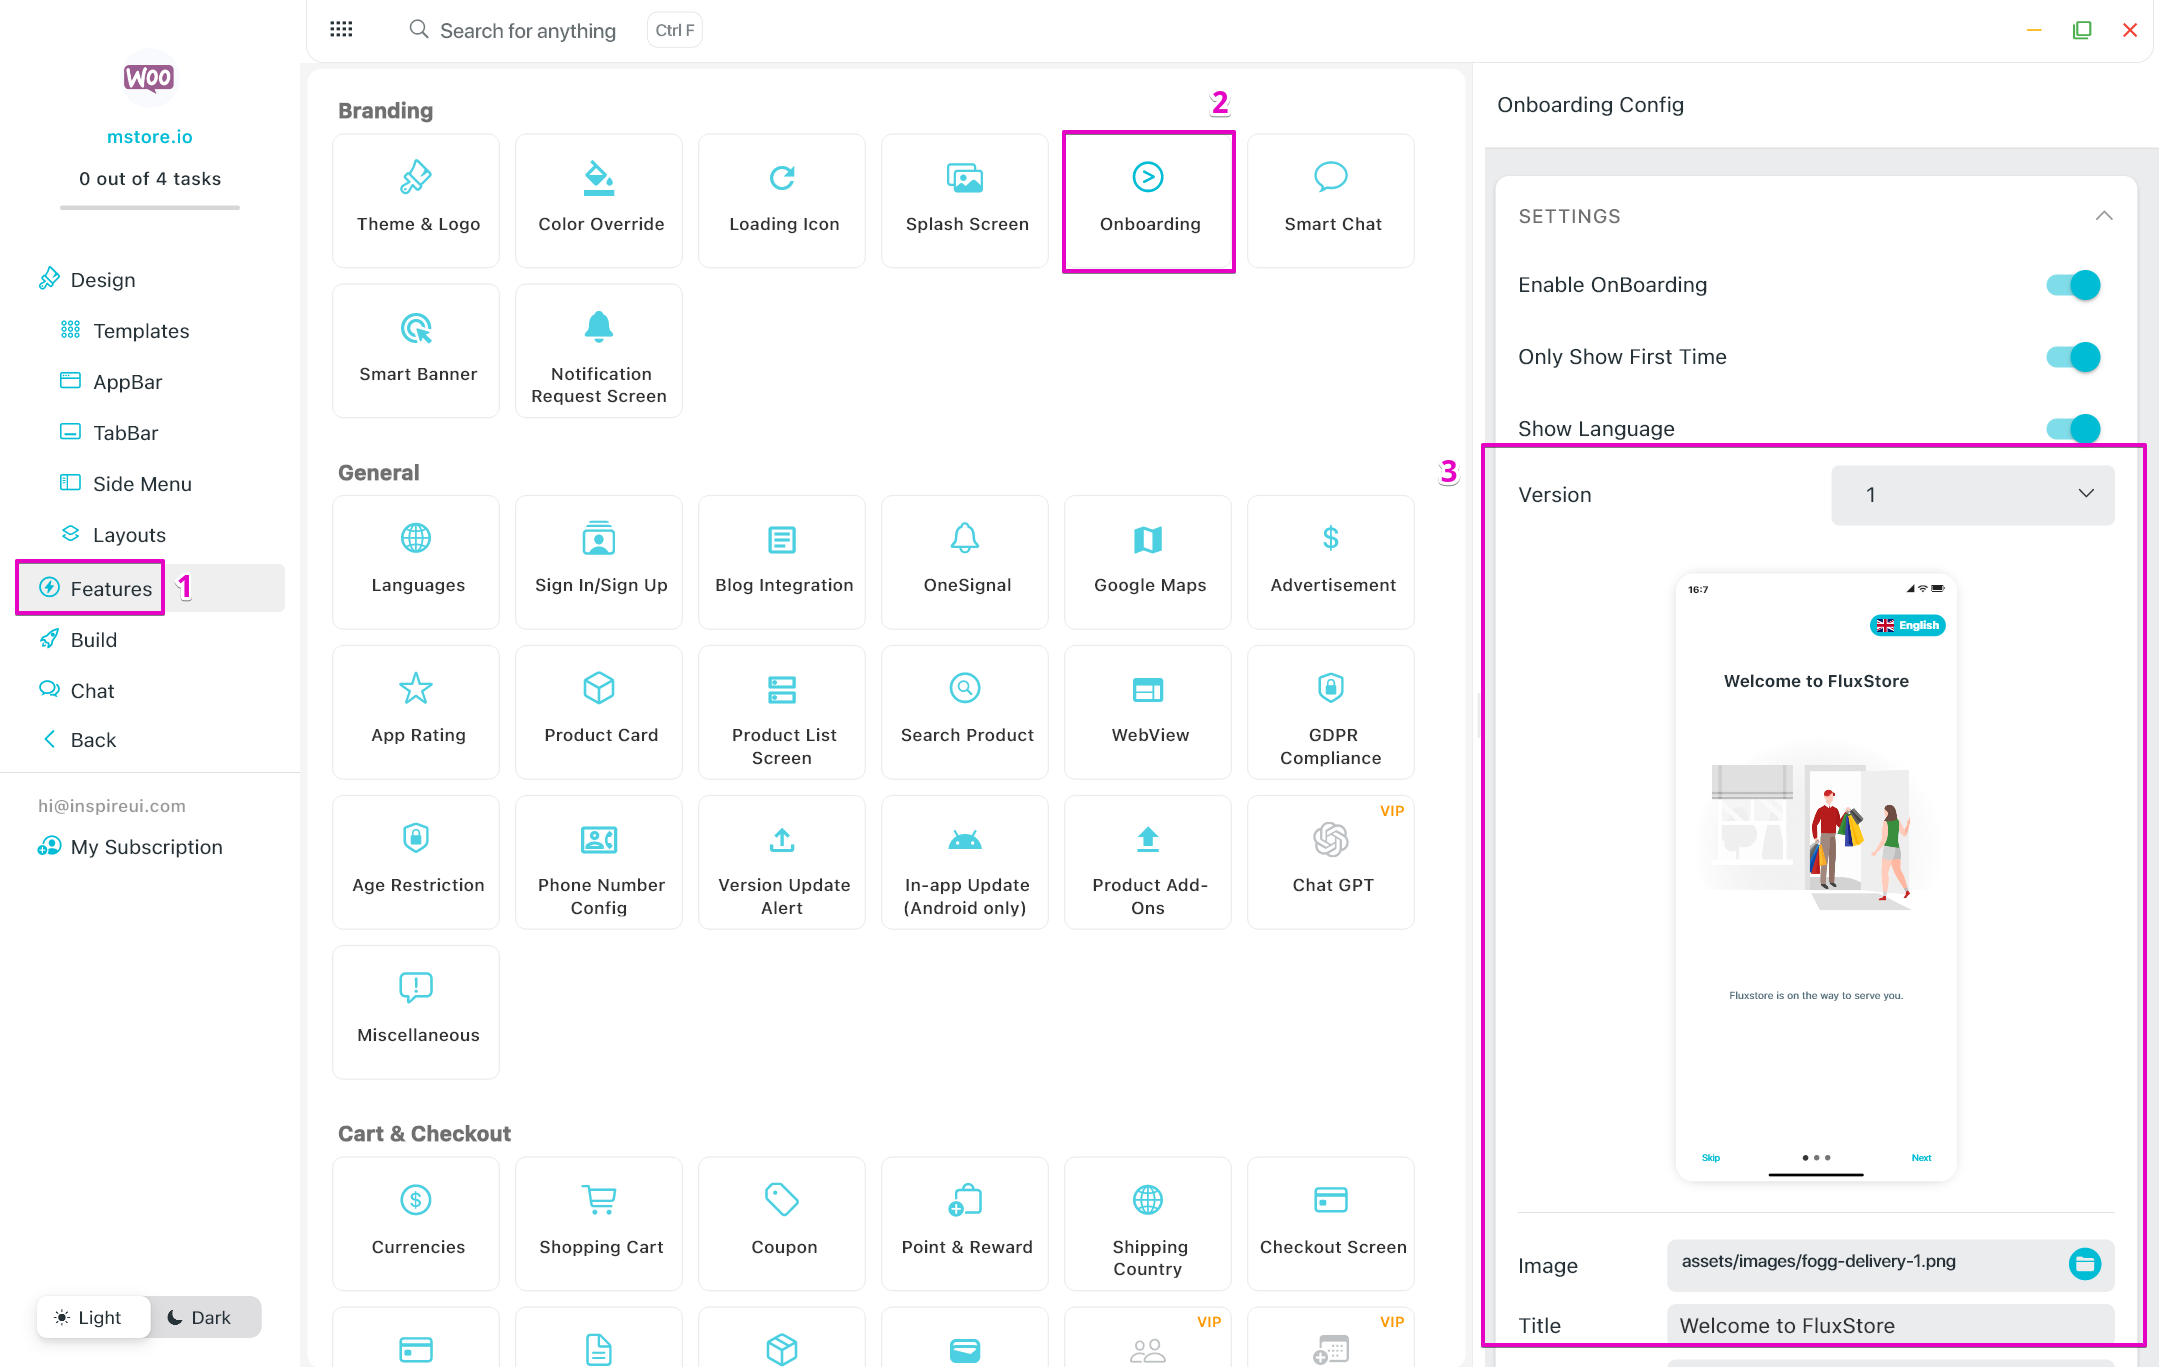 Search for anything
Ctrl F
WOO
mstore.io
0 out of 4 tasks
Design
Templates
AppBar
TabBar
Side Menu
Layouts
Features
1
Build
Chat
Back
hi@inspireui.com
My Subscription
Light
Dark
Branding
2
Theme & Logo
Color Override
Loading Icon
Splash Screen
Onboarding
Smart Chat
Smart Banner
Notification
Request Screen
General
Languages
Sign In/Sign Up
Blog Integration
OneSignal
Google Maps
Advertisement
App Rating
Product Card
Product List
Screen
Search Product
WebView
GDPR
Compliance
Age Restriction
Phone Number
Config
Version Update
Alert
In-app Update
(Android only)
Product Add-
Ons
VIP
Chat GPT
Miscellaneous
Cart & Checkout
Currencies
Shopping Cart
Coupon
Point & Reward
Shipping
Country
Checkout Screen
VIP
VIP
Onboarding Config
SETTINGS
Enable OnBoarding
Only Show First Time
Show Language
3
Version
1
16:7
English
Welcome to FluxStore
Fluxstore is on the way to serve you.
Skip
Next
Image
assets/images/fogg-delivery-1.png
Title
Welcome to FluxStore